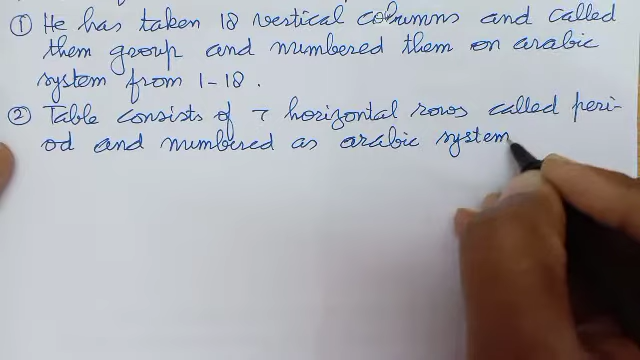 ① He has taken 18 vertical columns and called
them group and numbered them on arabic
system from 1-18.
② Table consists of 7 horizontal rows called peri-
od and numbered as arabic system